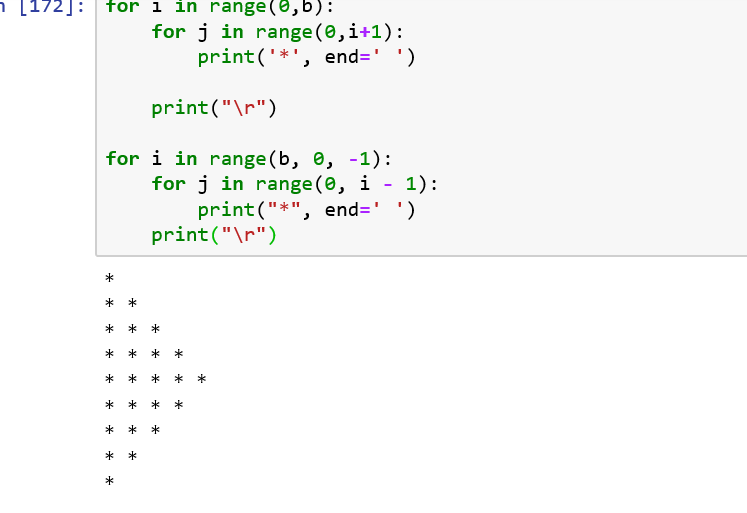 [172]: for i in range(0,b):
    for j in range(0,i+1):
        print('*', end=' ')

    print("\r")

for i in range(b, 0, -1):
    for j in range(0, i - 1):
        print("*", end=' ')
    print("\r")
*
* *
* * *
* * * *
* * * * *
* * * *
* * *
* *
*